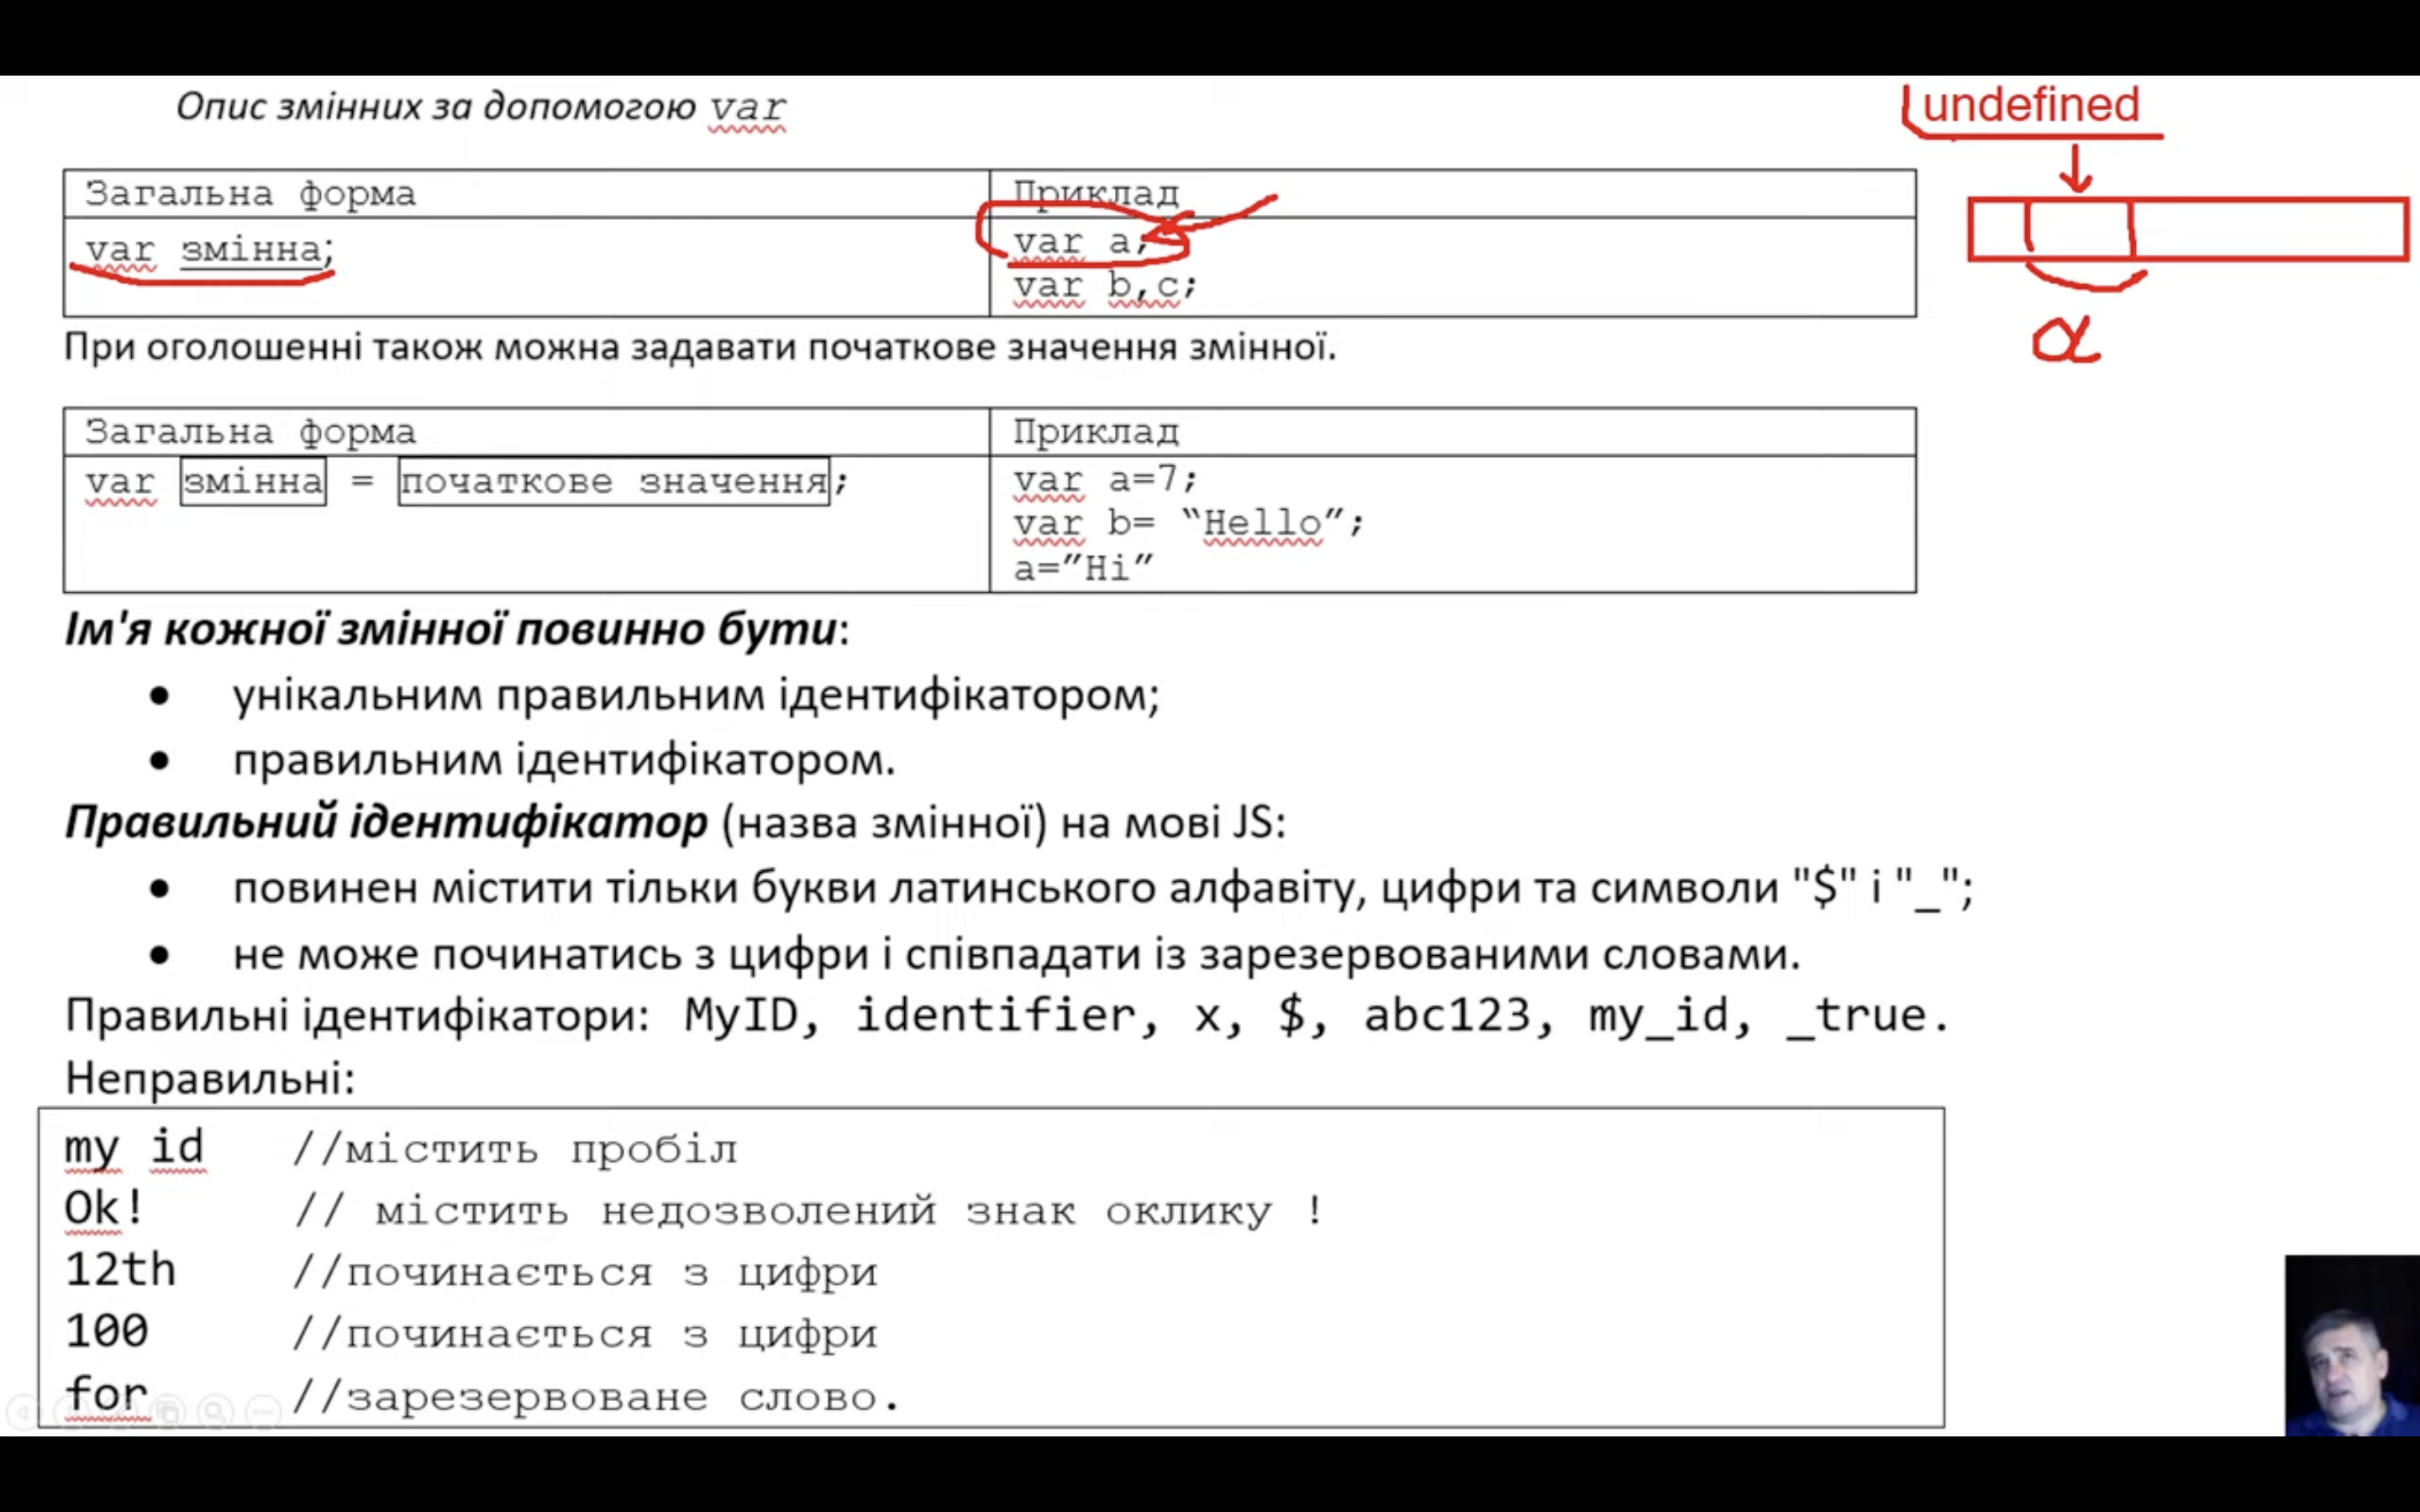 Опис змінних за допомогою var
undefined
Загальна форма
Приклад
var змінна;
var a;
var b,c;
a
При оголошенні також можна задавати початкове значення змінної.
Загальна форма
Приклад
var змінна = початкове значення;
var a=7;
var b= “Hello”;
a=”Hi”
Ім'я кожної змінної повинно бути:
• унікальним правильним ідентифікатором;
• правильним ідентифікатором.
Правильний ідентифікатор (назва змінної) на мові JS:
• повинен містити тільки букви латинського алфавіту, цифри та символи "$" і "_";
• не може починатись з цифри і співпадати із зарезервованими словами.
Правильні ідентифікатори: MyID, identifier, x, $, abc123, my_id, _true.
Неправильні:
my id //містить пробіл
Ok! // містить недозволений знак оклику !
12th //починається з цифри
100 //починається з цифри
for //зарезервоване слово.